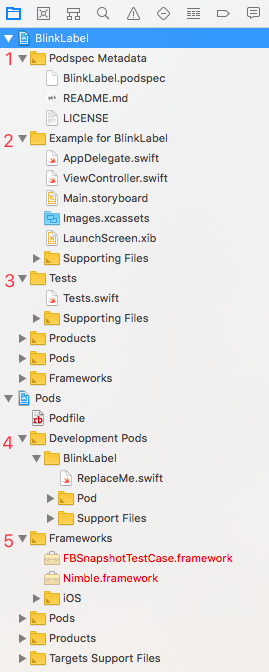 BlinkLabel
1 Podspec Metadata
BlinkLabel.podspec
README.md
LICENSE
2 Example for BlinkLabel
AppDelegate.swift
ViewController.swift
Main.storyboard
Images.xcassets
LaunchScreen.xib
Supporting Files
3 Tests
Tests.swift
Supporting Files
Products
Pods
Frameworks
Pods
Podfile
4 Development Pods
BlinkLabel
ReplaceMe.swift
Pod
Support Files
5 Frameworks
FBSnapshotTestCase.framework
Nimble.framework
iOS
Pods
Products
Targets Support Files